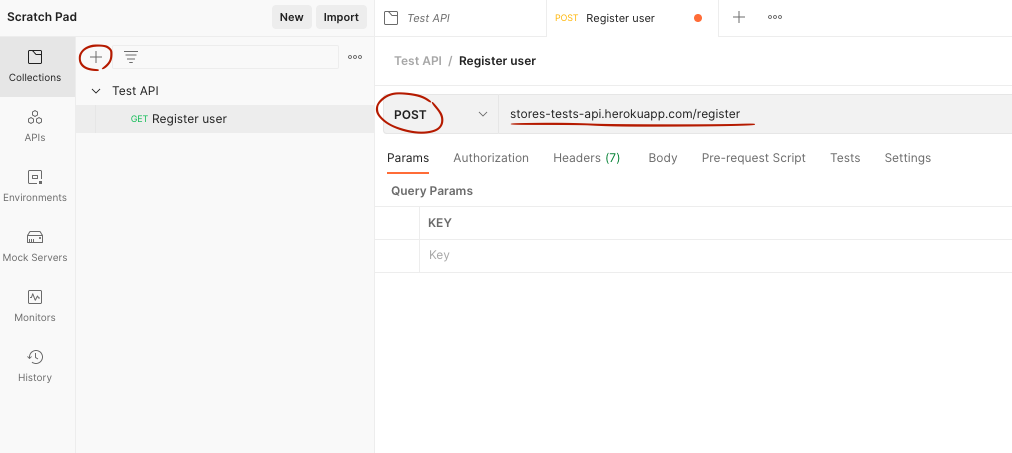 Scratch Pad
New
Import
Collections
APIs
Environments
Mock Servers
Monitors
History
Test API
GET Register user
Test API
POST Register user
Test API / Register user
POST
stores-tests-api.herokuapp.com/register
Params Authorization Headers (7) Body Pre-request Script Tests Settings
Query Params
KEY
Key